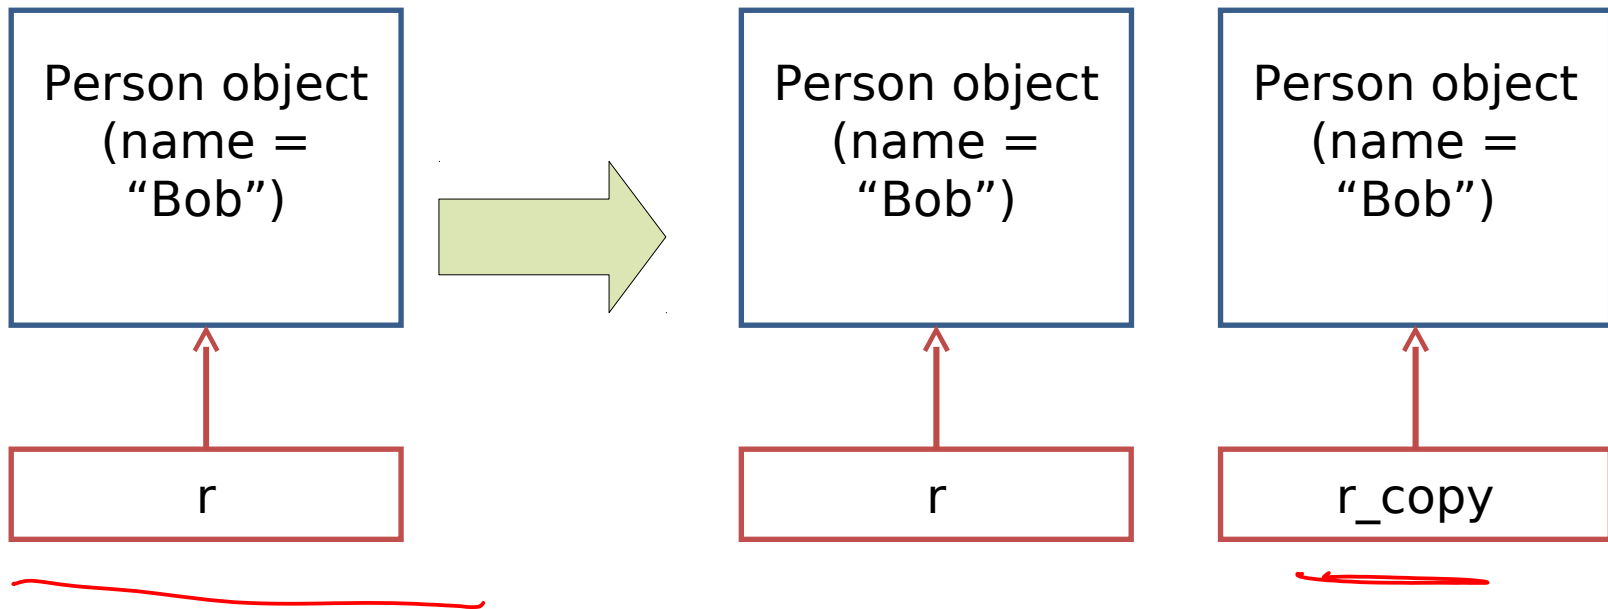 Person object
(name =
“Bob”)
r
Person object
(name =
“Bob”)
r
Person object
(name =
“Bob”)
r_copy